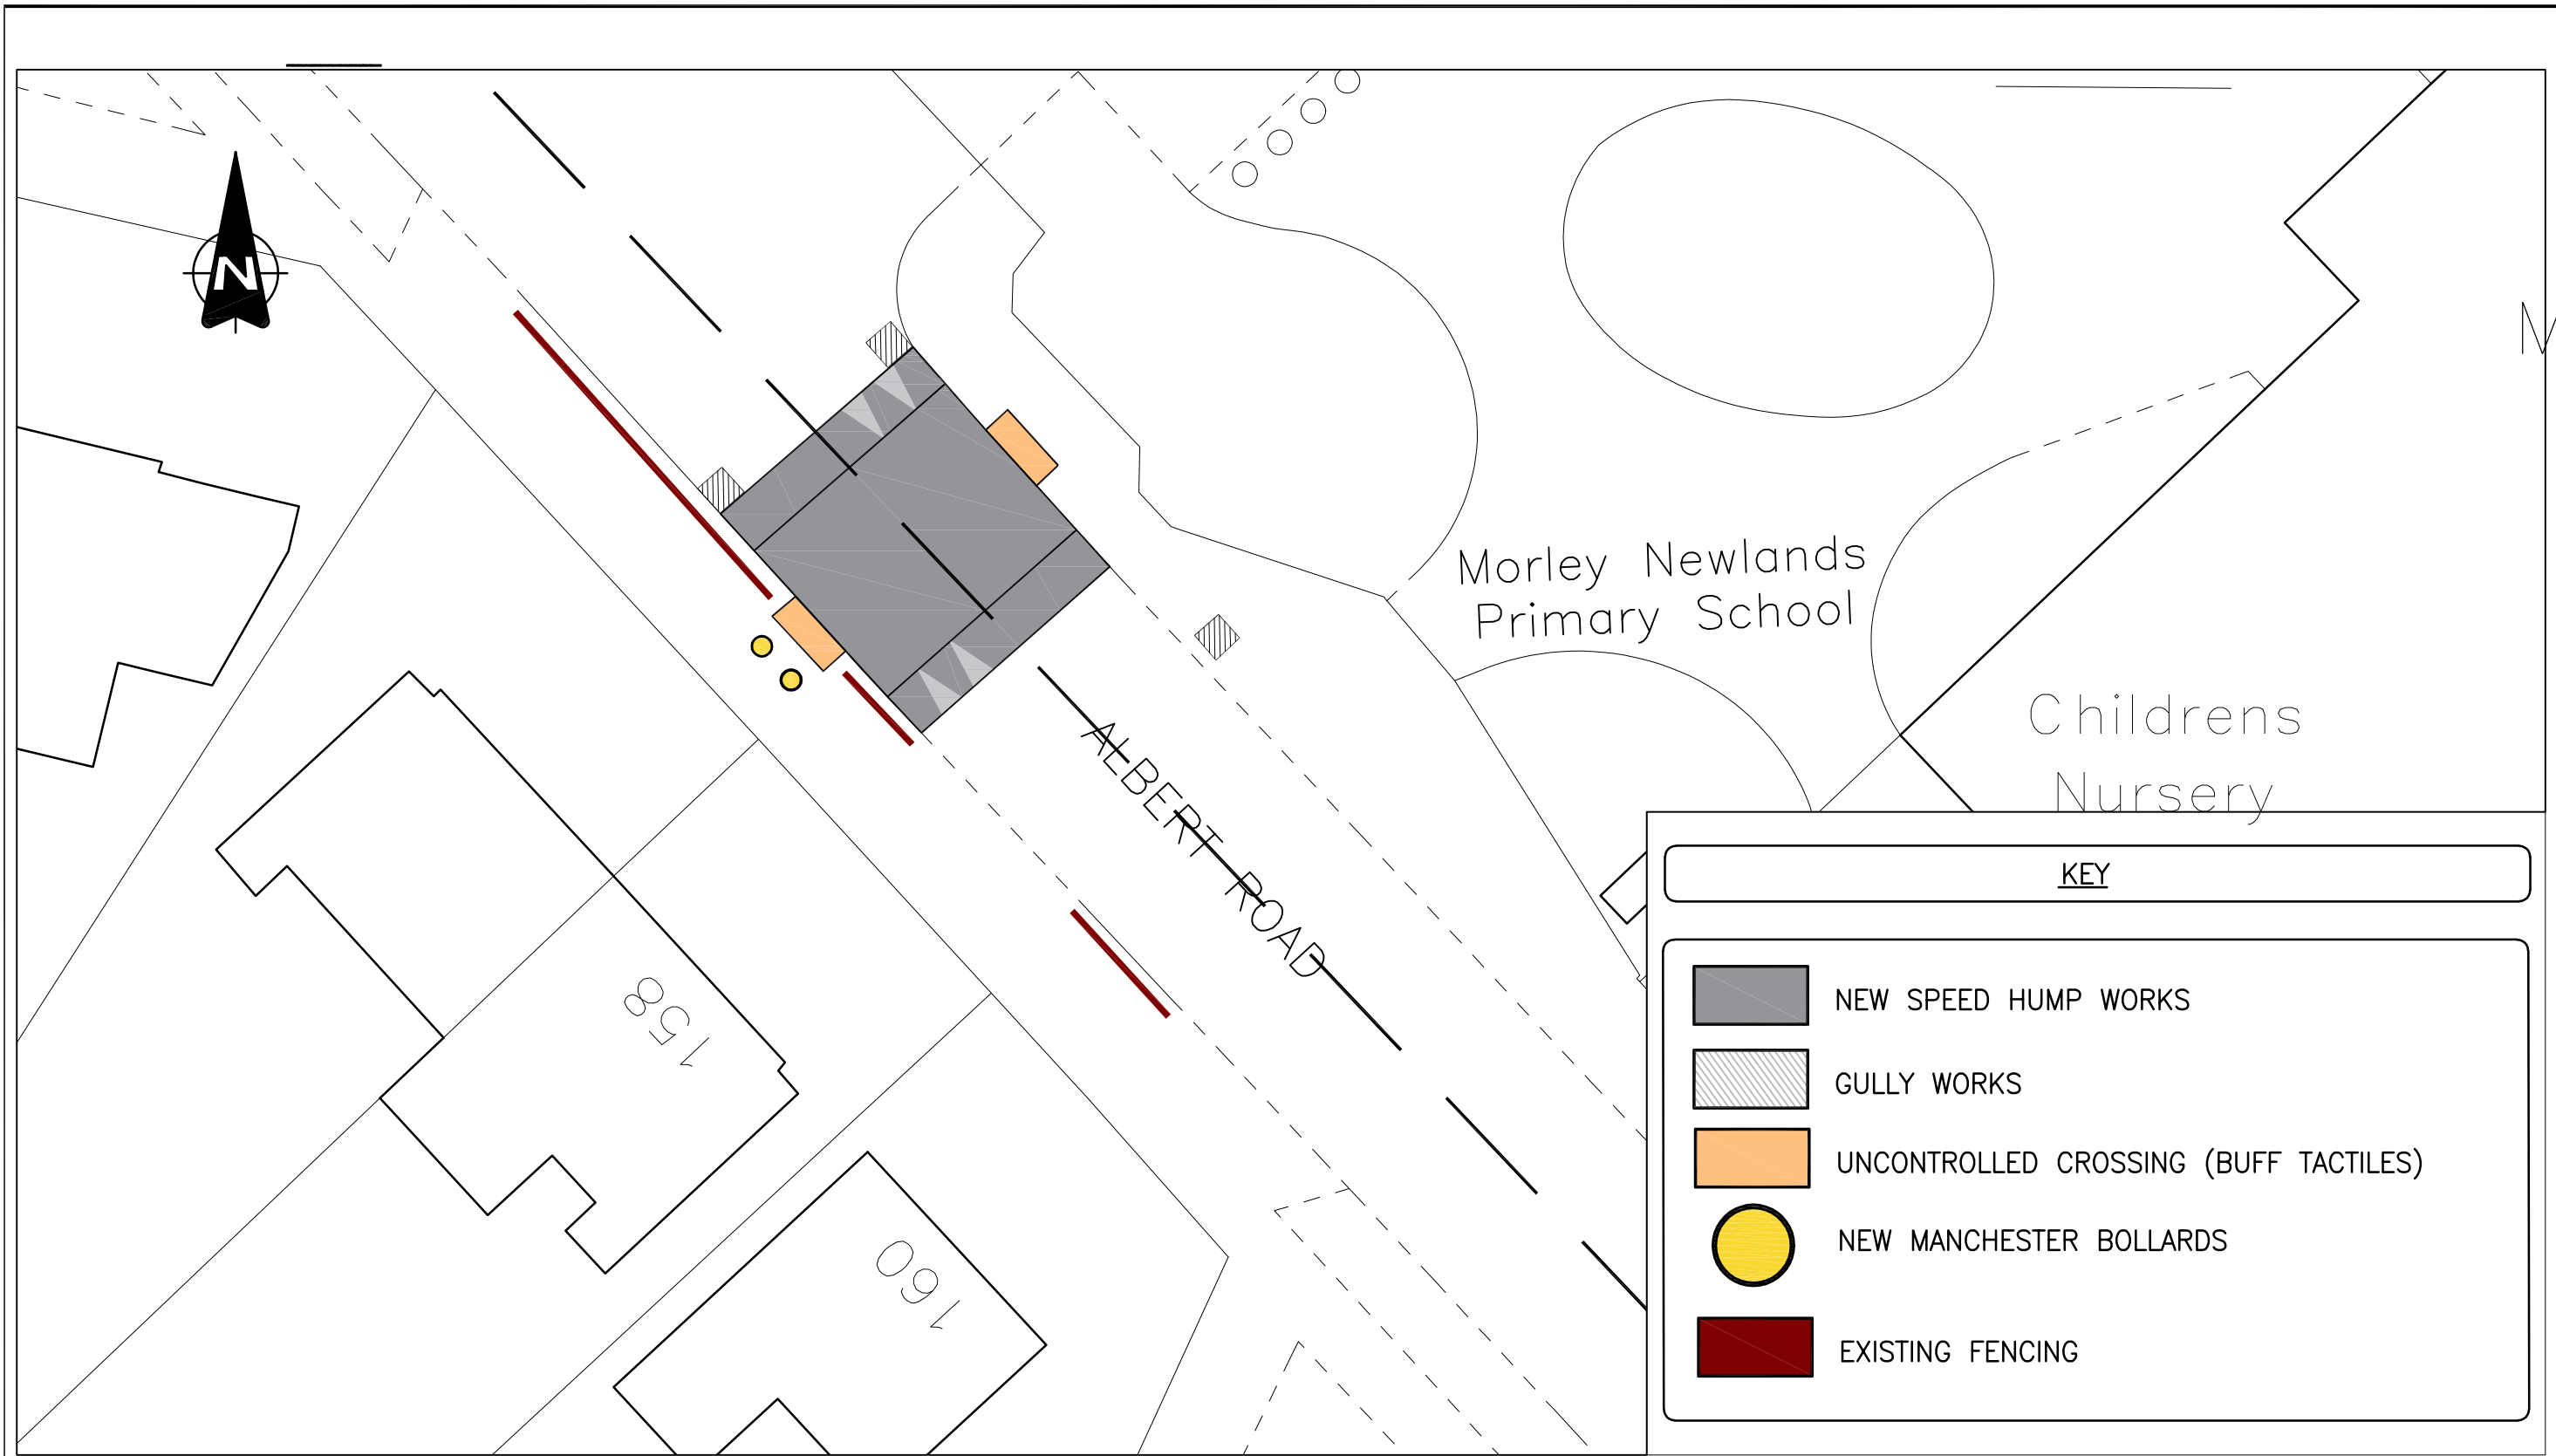 N
M
Morley Newlands
Primary School
Childrens
Nursery
ALBERT ROAD
158
160
KEY
NEW SPEED HUMP WORKS
GULLY WORKS
UNCONTROLLED CROSSING (BUFF TACTILES)
NEW MANCHESTER BOLLARDS
EXISTING FENCING